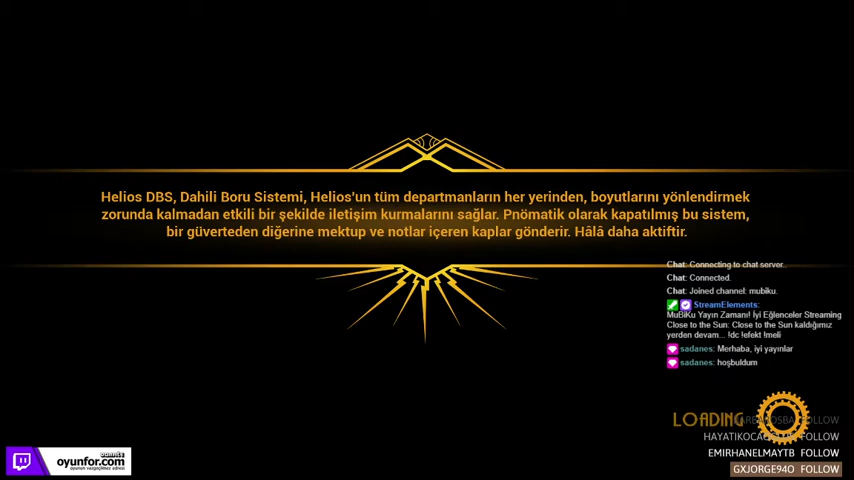 Helios DBS, Dahili Boru Sistemi, Helios'un tüm departmanların her yerinden, boyutlarını yönlendirmek
zorunda kalmadan etkili bir şekilde iletişim kurmalarını sağlar. Pnömatik olarak kapatılmış bu sistem,
bir güverteden diğerine mektup ve notlar içeren kaplar gönderir. Hâlâ daha aktiftir.
Chat: Connecting to chat server..
Chat: Connected.
Chat: Joined channel: mubiku.
StreamElements:
MuBiKu Yayın Zamanı! İyi Eğlenceler Streaming
Close to the Sun: Close to the Sun kaldığımız
yerden devam... !dc !efekt !meli
sadanes: Merhaba, iyi yayınlar
sadanes: hoşbuldum
LOADING
FOLLOW
FOLLOW
EMIRHANELMAYTB FOLLOW
GXJORGE940 FOLLOW
oyunfor.com
oyunun vazgeçilmez adresi